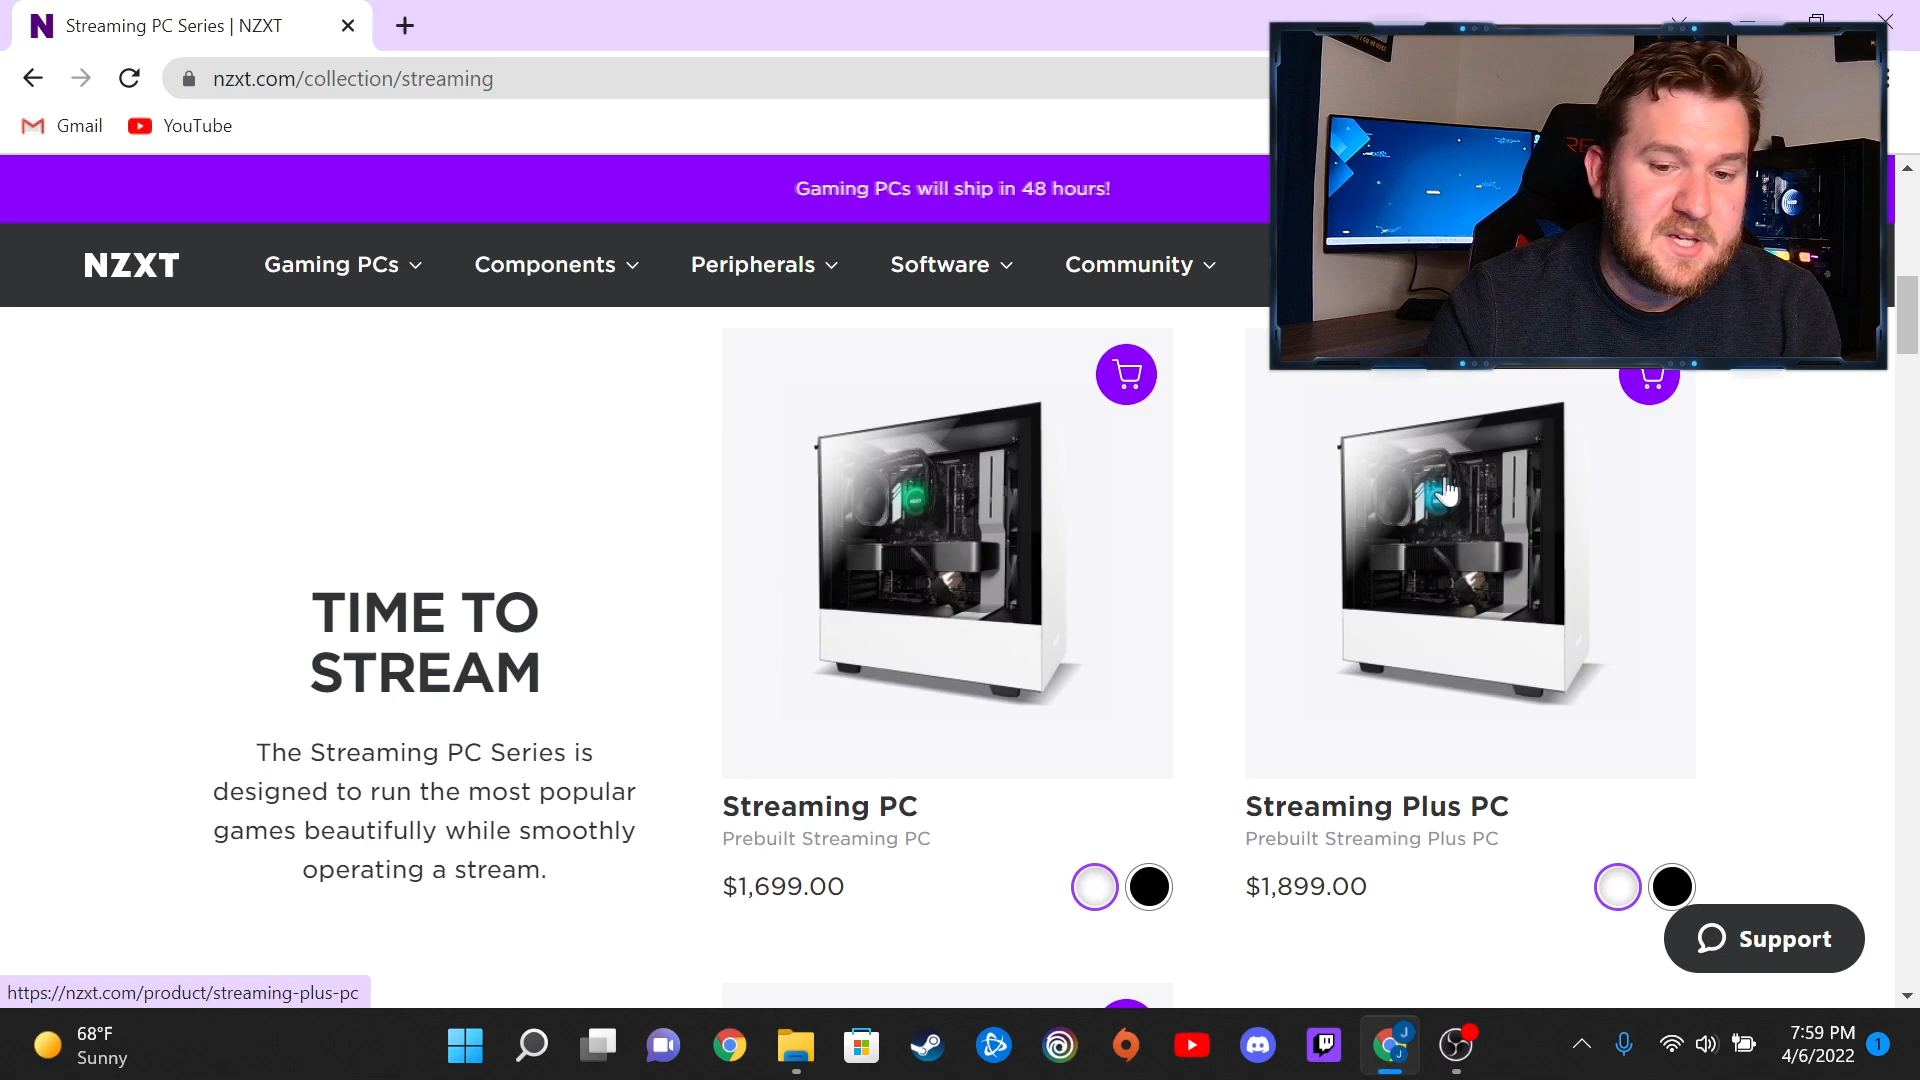 Streaming PC Series | NZXT
nzxt.com/collection/streaming
Gmail
YouTube
Gaming PCs will ship in 48 hours!
NZXT
Gaming PCs
Components
Peripherals
Software
Community
TIME TO
STREAM
The Streaming PC Series is
designed to run the most popular
games beautifully while smoothly
operating a stream.
Streaming PC
Prebuilt Streaming PC
$1,699.00
Streaming Plus PC
Prebuilt Streaming Plus PC
$1,899.00
Support
https://nzxt.com/product/streaming-plus-pc
68°F
Sunny
J
J
7:59 PM
4/6/2022
1